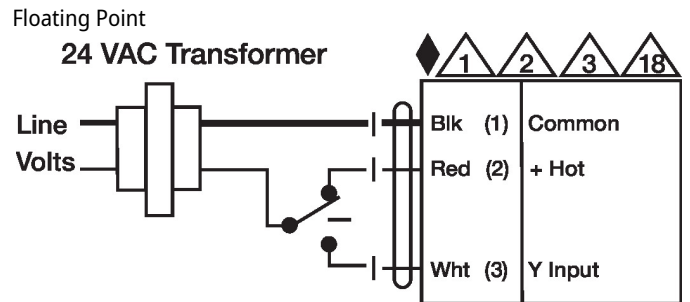 Floating Point
24 VAC Transformer
1 2 3 18
Line
Volts
Blk (1) Common
Red (2) + Hot
Wht (3) Y Input